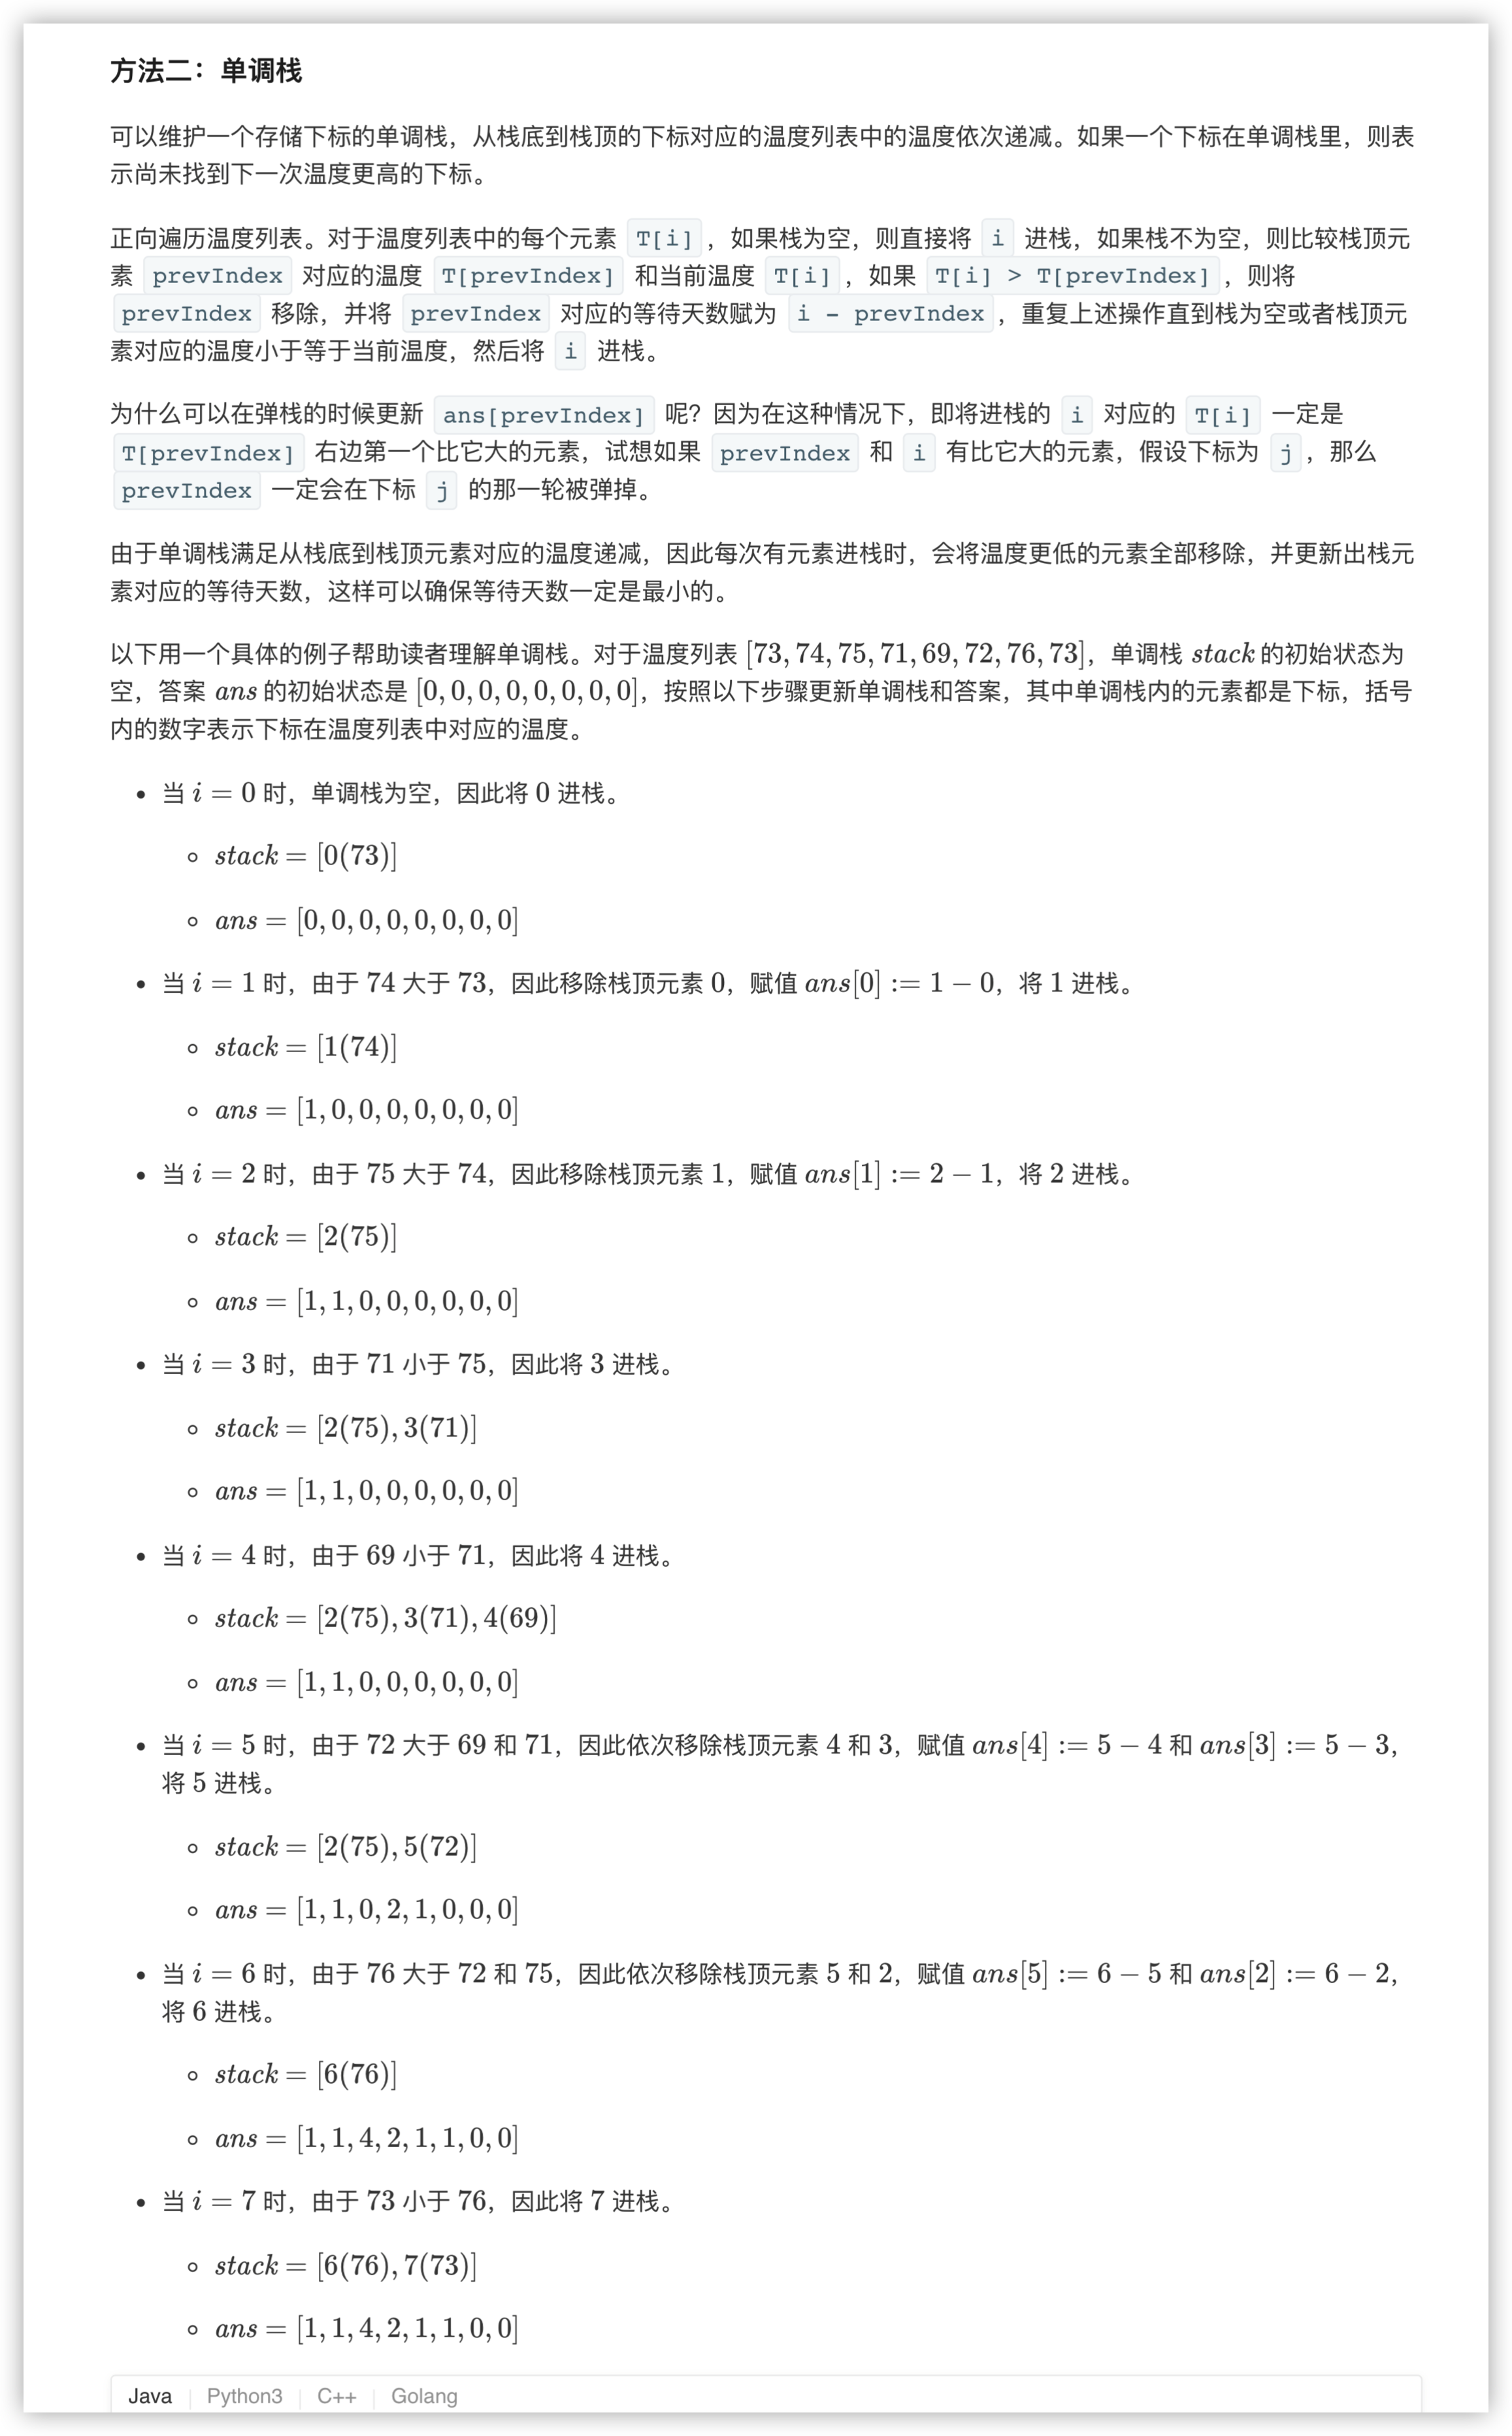 方法二：单调栈
可以维护一个存储下标的单调栈，从栈底到栈顶的下标对应的温度列表中的温度依次递减。如果一个下标在单调栈里，则表
示尚未找到下一次温度更高的下标。
正向遍历温度列表。对于温度列表中的每个元素 T[i] ，如果栈为空，则直接将 i 进栈，如果栈不为空，则比较栈顶元
素 prevIndex 对应的温度 T[prevIndex] 和当前温度 T[i] ，如果 T[i] > T[prevIndex] ，则将
prevIndex 移除，并将 prevIndex 对应的等待天数赋为 i - prevIndex ，重复上述操作直到栈为空或者栈顶元
素对应的温度小于等于当前温度，然后将 i 进栈。
为什么可以在弹栈的时候更新 ans[prevIndex] 呢？因为在这种情况下，即将进栈的 i 对应的 T[i] 一定是
T[prevIndex] 右边第一个比它大的元素，试想如果 prevIndex 和 i 有比它大的元素，假设下标为 j ，那么
prevIndex 一定会在下标 j 的那一轮被弹掉。
由于单调栈满足从栈底到栈顶元素对应的温度递减，因此每次有元素进栈时，会将温度更低的元素全部移除，并更新出栈元
素对应的等待天数，这样可以确保等待天数一定是最小的。
以下用一个具体的例子帮助读者理解单调栈。对于温度列表 [73, 74, 75, 71, 69, 72, 76, 73]，单调栈 stack 的初始状态为
空，答案 ans 的初始状态是 [0, 0, 0, 0, 0, 0, 0, 0]，按照以下步骤更新单调栈和答案，其中单调栈内的元素都是下标，括号
内的数字表示下标在温度列表中对应的温度。
• 当 i = 0 时，单调栈为空，因此将 0 进栈。
◦ stack = [0(73)]
◦ ans = [0, 0, 0, 0, 0, 0, 0, 0]
• 当 i = 1 时，由于 74 大于 73，因此移除栈顶元素 0，赋值 ans[0] := 1 − 0，将 1 进栈。
◦ stack = [1(74)]
◦ ans = [1, 0, 0, 0, 0, 0, 0, 0]
• 当 i = 2 时，由于 75 大于 74，因此移除栈顶元素 1，赋值 ans[1] := 2 − 1，将 2 进栈。
◦ stack = [2(75)]
◦ ans = [1, 1, 0, 0, 0, 0, 0, 0]
• 当 i = 3 时，由于 71 小于 75，因此将 3 进栈。
◦ stack = [2(75), 3(71)]
◦ ans = [1, 1, 0, 0, 0, 0, 0, 0]
• 当 i = 4 时，由于 69 小于 71，因此将 4 进栈。
◦ stack = [2(75), 3(71), 4(69)]
◦ ans = [1, 1, 0, 0, 0, 0, 0, 0]
• 当 i = 5 时，由于 72 大于 69 和 71，因此依次移除栈顶元素 4 和 3，赋值 ans[4] := 5 − 4 和 ans[3] := 5 − 3，
将 5 进栈。
◦ stack = [2(75), 5(72)]
◦ ans = [1, 1, 0, 2, 1, 0, 0, 0]
• 当 i = 6 时，由于 76 大于 72 和 75，因此依次移除栈顶元素 5 和 2，赋值 ans[5] := 6 − 5 和 ans[2] := 6 − 2，
将 6 进栈。
◦ stack = [6(76)]
◦ ans = [1, 1, 4, 2, 1, 1, 0, 0]
• 当 i = 7 时，由于 73 小于 76，因此将 7 进栈。
◦ stack = [6(76), 7(73)]
◦ ans = [1, 1, 4, 2, 1, 1, 0, 0]
Java | Python3 | C++ | Golang